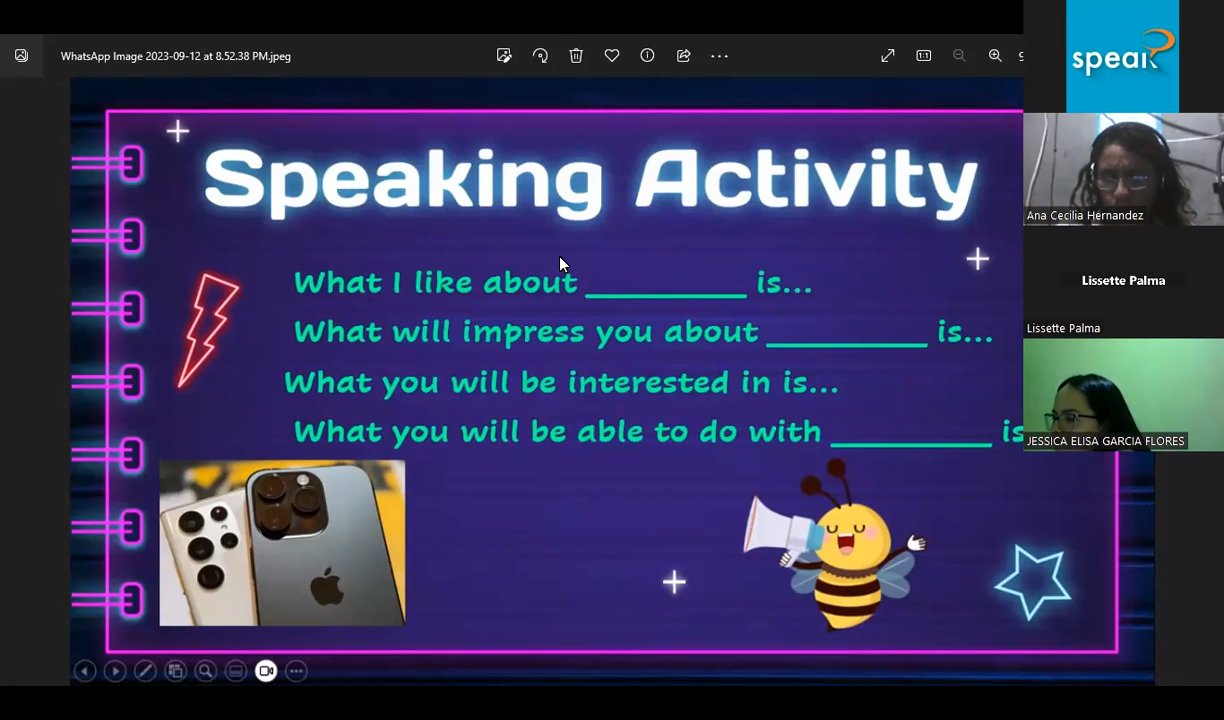 WhatsApp Image 2023-09-12 at 8.52.38 PM.jpeg
speak
Speaking Activity
What I like about __________ is...
What will impress you about __________ is...
What you will be interested in is...
What you will be able to do with __________ is
Ana Cecilia Hernandez
Lissette Palma
Lissette Palma
JESSICA ELISA GARCIA FLORES